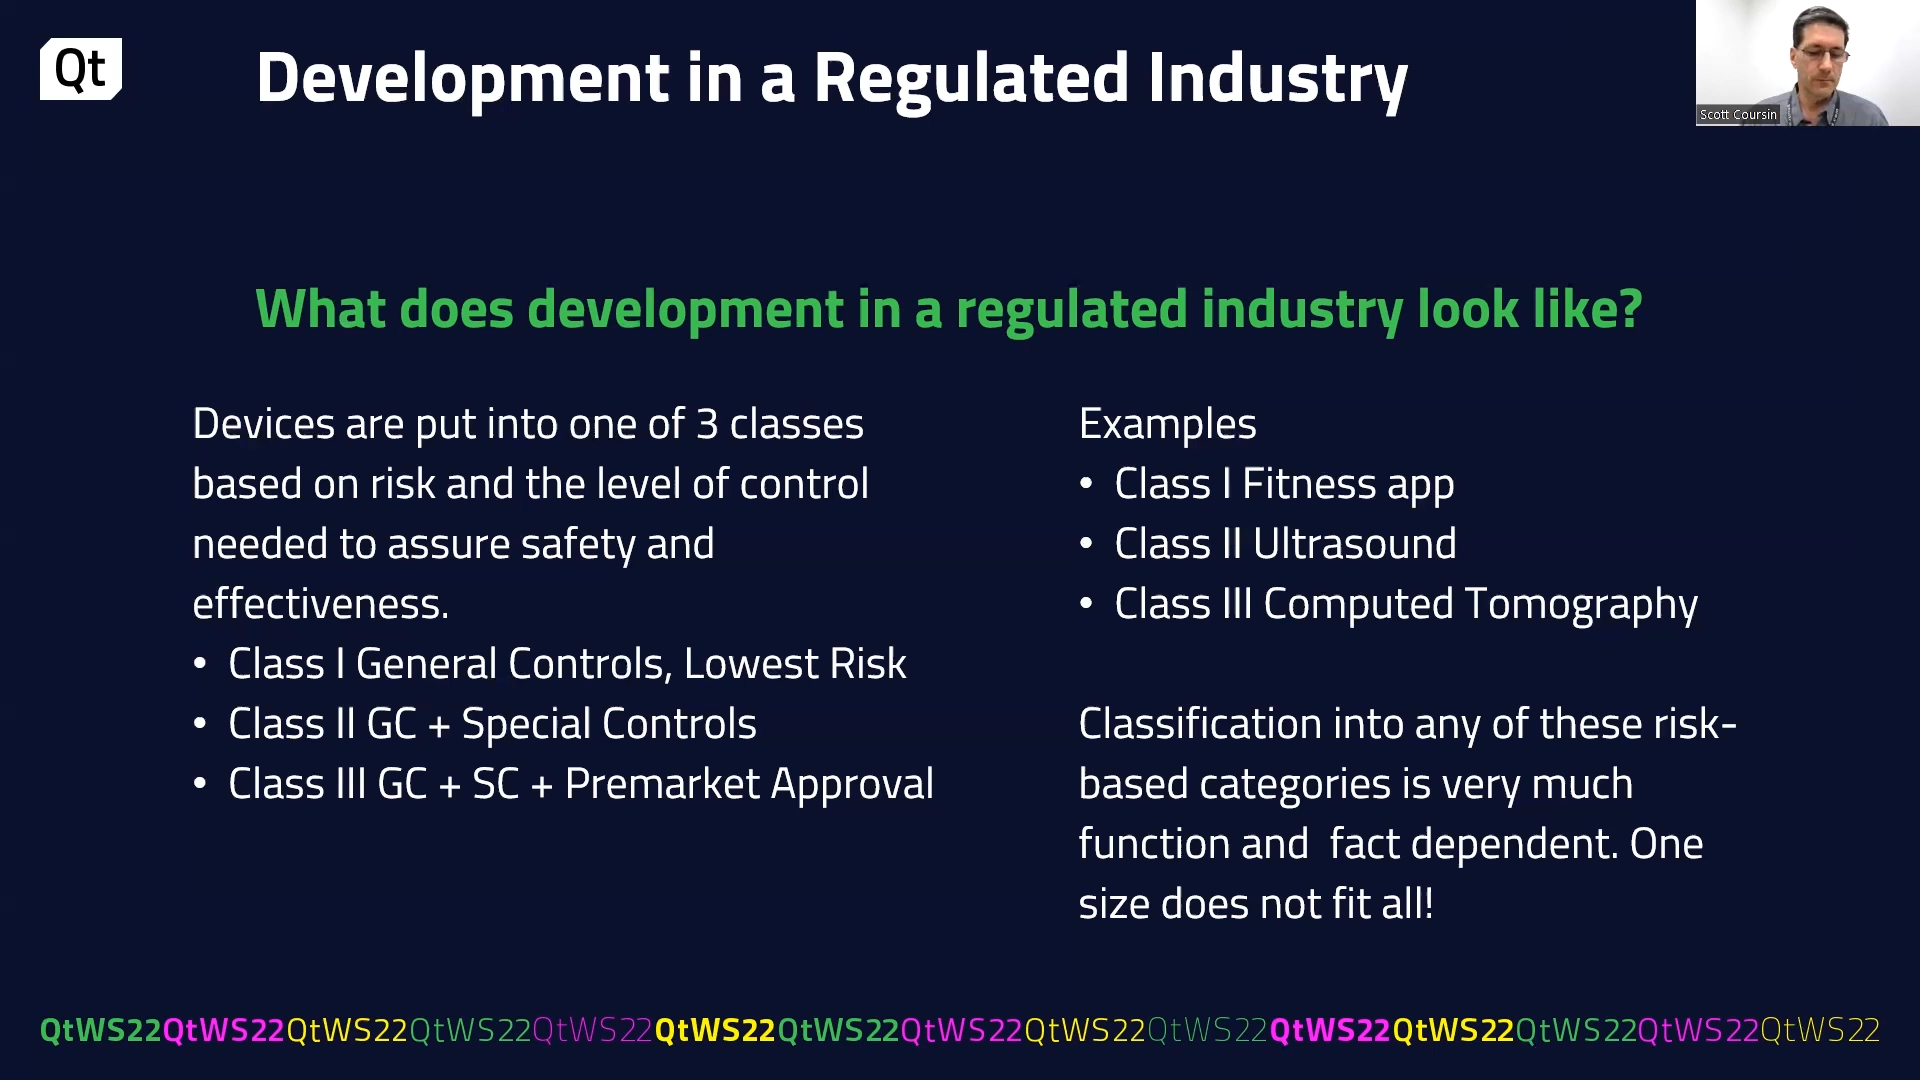 Qt
Development in a Regulated Industry
Scott Coursin
What does development in a regulated industry look like?
Devices are put into one of 3 classes
based on risk and the level of control
needed to assure safety and
effectiveness.
• Class I General Controls, Lowest Risk
• Class II GC + Special Controls
• Class III GC + SC + Premarket Approval
Examples
• Class I Fitness app
• Class II Ultrasound
• Class III Computed Tomography
Classification into any of these risk-
based categories is very much
function and  fact dependent. One
size does not fit all!
QtWS22QtWS22QtWS22QtWS22QtWS22QtWS22QtWS22QtWS22QtWS22QtWS22QtWS22QtWS22QtWS22QtWS22QtWS22